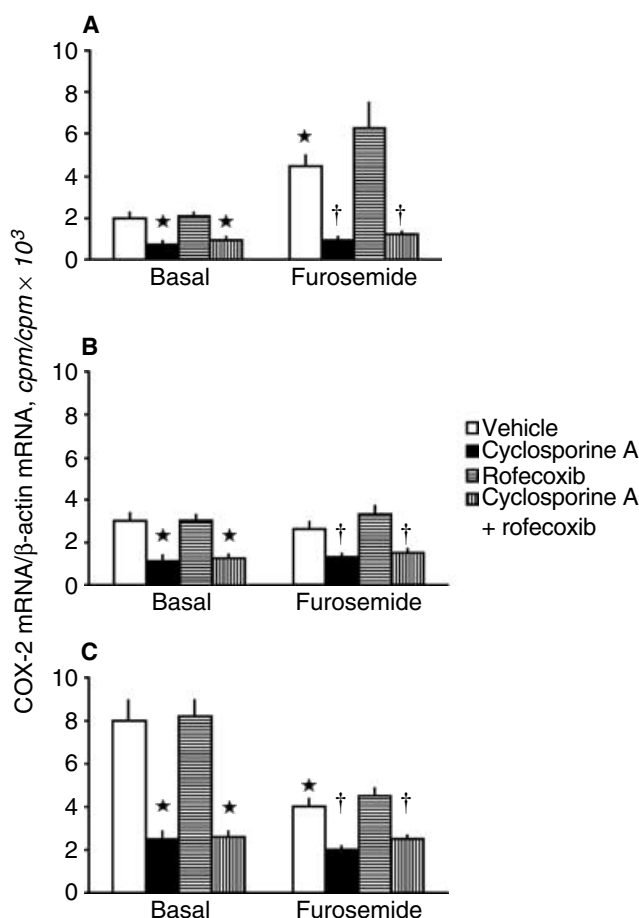 A
10
8
6
4
2
0
★
★
★
†
†
Basal
Furosemide
COX-2 mRNA/β-actin mRNA, cpm/cpm × 10³
B
10
8
6
4
2
0
★
★
†
†
Basal
Furosemide
Vehicle
Cyclosporine A
Rofecoxib
Cyclosporine A
+ rofecoxib
C
10
8
6
4
2
0
★
★
★
†
†
Basal
Furosemide